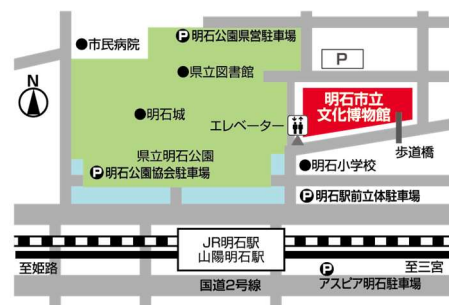 市民病院
P 明石公園県営駐車場
県立図書館
P
N
明石城
エレベーター
明石市立
文化博物館
歩道橋
県立明石公園
P 明石公園協会駐車場
明石小学校
P 明石駅前立体駐車場
JR明石駅
山陽明石駅
至姫路
至三宮
国道2号線
P
アスピア明石駐車場